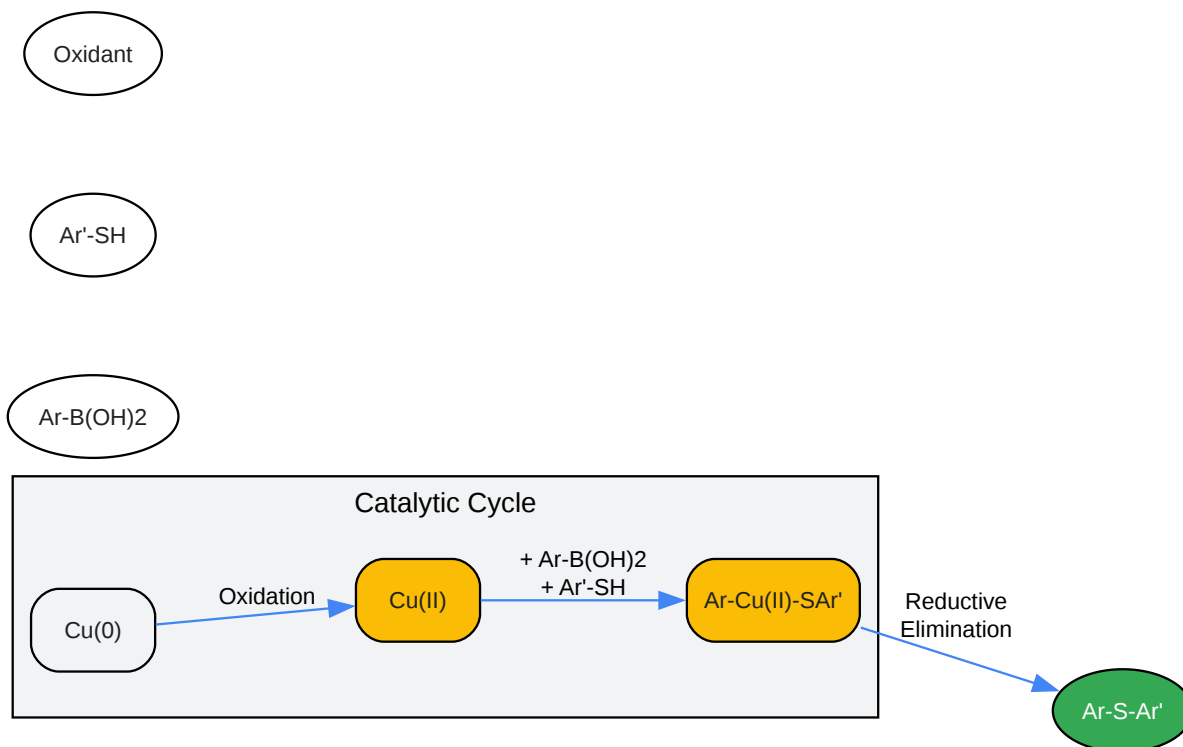 Oxidant
Ar'-SH
Ar-B(OH)2
Catalytic Cycle
Cu(0)
Oxidation
Cu(II)
+ Ar-B(OH)2
+ Ar'-SH
Ar-Cu(II)-SAr'
Reductive
Elimination
Ar-S-Ar'